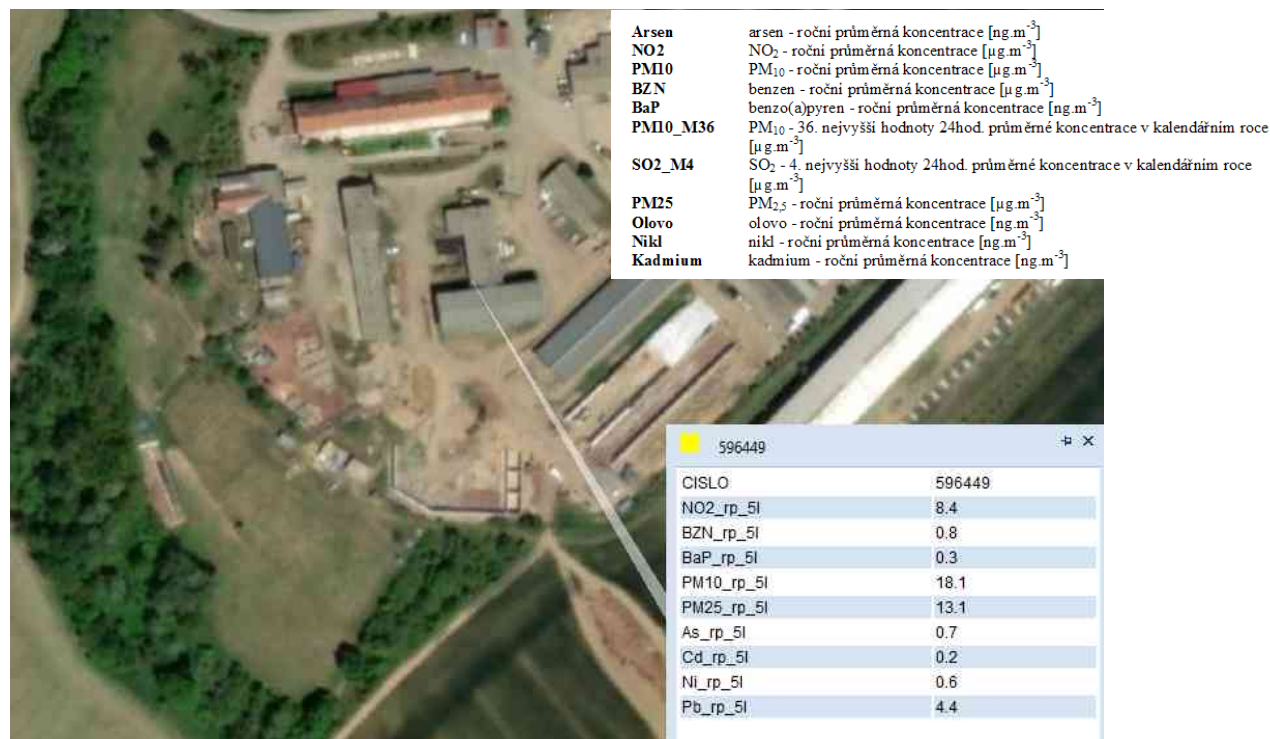 Arsen arsen - roční průměrná koncentrace [ng.m-3]
NO2 NO2 - roční průměrná koncentrace [µg.m-3]
PM10 PM10 - roční průměrná koncentrace [µg.m-3]
BZN benzen - roční průměrná koncentrace [µg.m-3]
BaP benzo(a)pyren - roční průměrná koncentrace [ng.m-3]
PM10_M36 PM10 - 36. nejvyšší hodnoty 24hod. průměrné koncentrace v kalendářním roce
[µg.m-3]
SO2_M4 SO2 - 4. nejvyšší hodnoty 24hod. průměrné koncentrace v kalendářním roce
[µg.m-3]
PM25 PM2,5 - roční průměrná koncentrace [µg.m-3]
Olovo olovo - roční průměrná koncentrace [ng.m-3]
Nikl nikl - roční průměrná koncentrace [ng.m-3]
Kadmium kadmium - roční průměrná koncentrace [ng.m-3]
596449
CISLO 596449
NO2_rp_5l 8.4
BZN_rp_5l 0.8
BaP_rp_5l 0.3
PM10_rp_5l 18.1
PM25_rp_5l 13.1
As_rp_5l 0.7
Cd_rp_5l 0.2
Ni_rp_5l 0.6
Pb_rp_5l 4.4